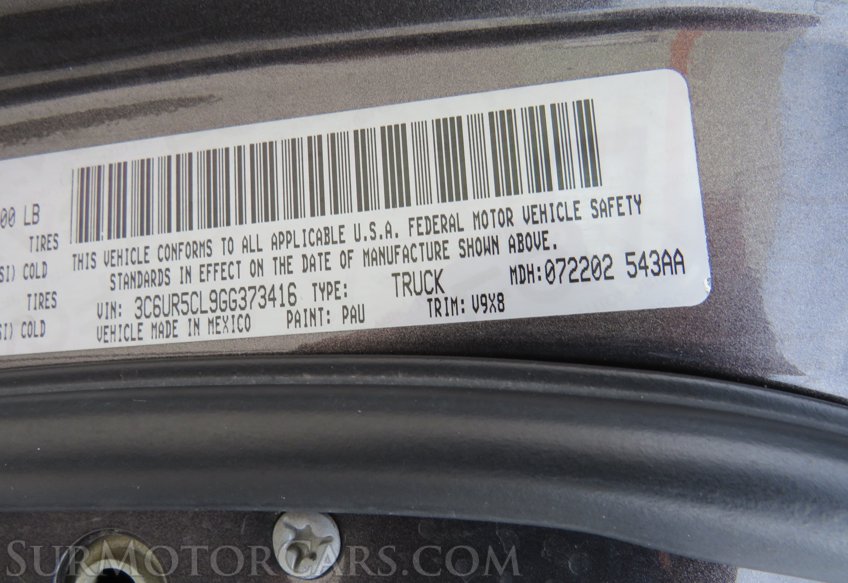 00 LB
TIRES
SI) COLD
TIRES
SI) COLD
THIS VEHICLE CONFORMS TO ALL APPLICABLE U.S.A. FEDERAL MOTOR VEHICLE SAFETY
STANDARDS IN EFFECT ON THE DATE OF MANUFACTURE SHOWN ABOVE.
VIN: 3C6UR5CL9GG373416 TYPE: TRUCK MDH:072202 543AA
VEHICLE MADE IN MEXICO PAINT: PAU TRIM: V9X8
SURMOTORCARS.COM